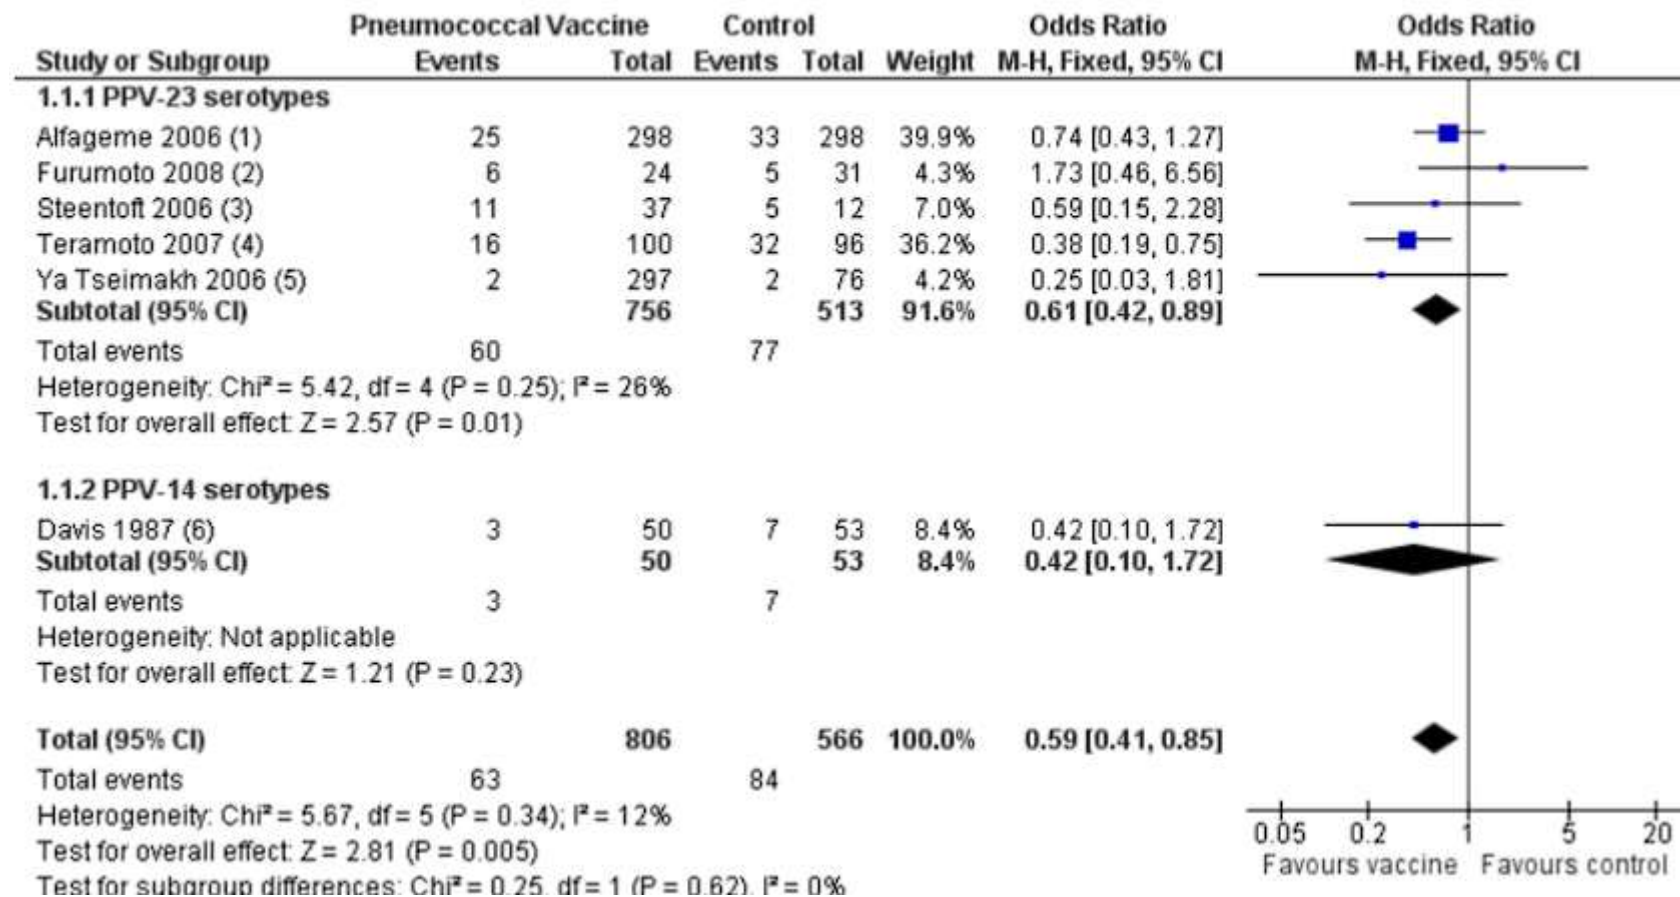 Pneumococcal Vaccine Control Odds Ratio Odds Ratio
Study or Subgroup Events Total Events Total Weight M-H, Fixed, 95% CI M-H, Fixed, 95% CI
1.1.1 PPV-23 serotypes
Alfageme 2006 (1) 25 298 33 298 39.9% 0.74 [0.43, 1.27]
Furumoto 2008 (2) 6 24 5 31 4.3% 1.73 [0.46, 6.56]
Steentoft 2006 (3) 11 37 5 12 7.0% 0.59 [0.15, 2.28]
Teramoto 2007 (4) 16 100 32 96 36.2% 0.38 [0.19, 0.75]
Ya Tseimakh 2006 (5) 2 297 2 76 4.2% 0.25 [0.03, 1.81]
Subtotal (95% CI) 756 513 91.6% 0.61 [0.42, 0.89]
Total events 60 77
Heterogeneity: Chi² = 5.42, df = 4 (P = 0.25); I² = 26%
Test for overall effect: Z = 2.57 (P = 0.01)
1.1.2 PPV-14 serotypes
Davis 1987 (6) 3 50 7 53 8.4% 0.42 [0.10, 1.72]
Subtotal (95% CI) 50 53 8.4% 0.42 [0.10, 1.72]
Total events 3 7
Heterogeneity: Not applicable
Test for overall effect: Z = 1.21 (P = 0.23)
Total (95% CI) 806 566 100.0% 0.59 [0.41, 0.85]
Total events 63 84
Heterogeneity: Chi² = 5.67, df = 5 (P = 0.34); I² = 12%
Test for overall effect: Z = 2.81 (P = 0.005)
Test for subgroup differences: Chi² = 0.25, df = 1 (P = 0.62), I² = 0%
0.05 0.2 1 5 20
Favours vaccine Favours control